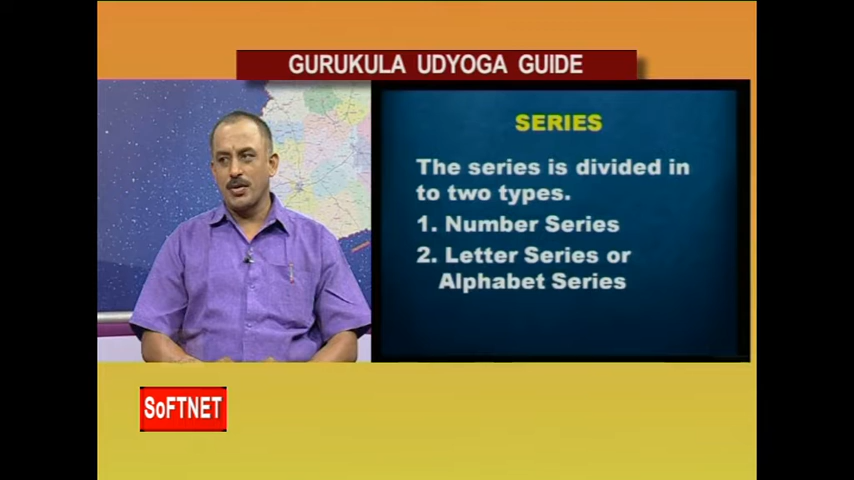 GURUKULA UDYOGA GUIDE
SERIES
The series is divided in
to two types.
1. Number Series
2. Letter Series or
Alphabet Series
SoFTNET